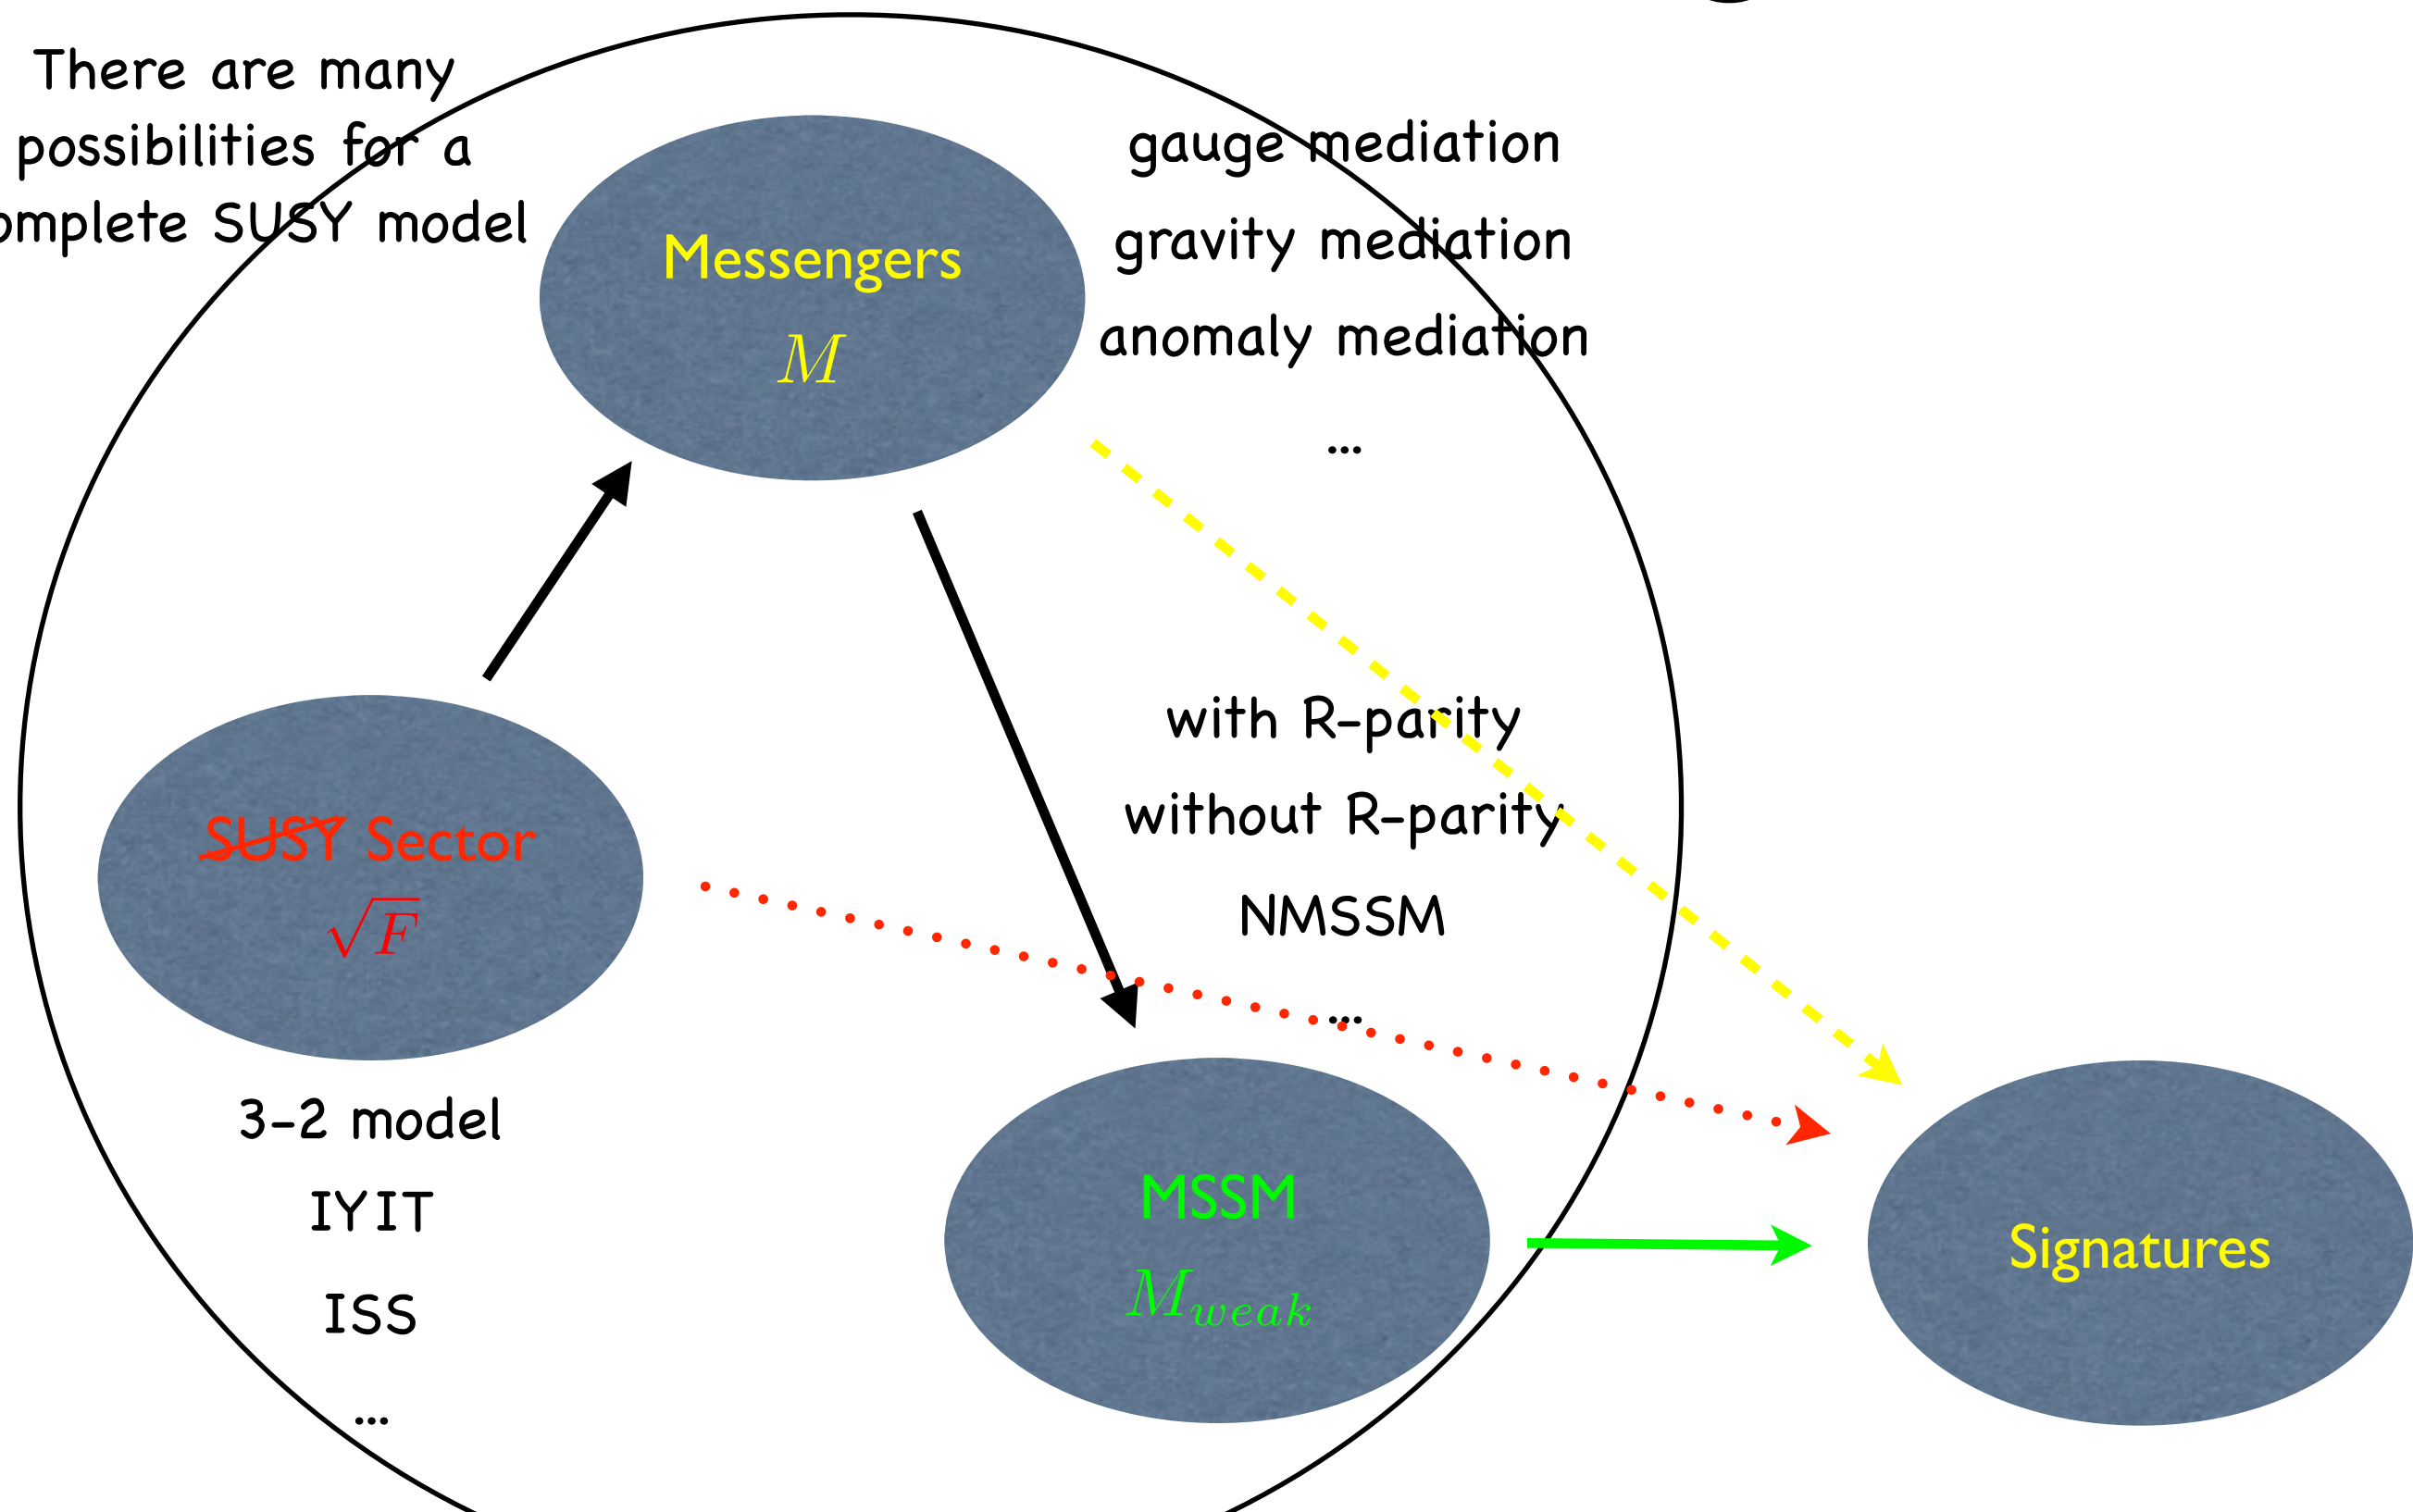 There are many
possibilities for a
mplete SUSY model
gauge mediation
gravity mediation
anomaly mediation
...
Messengers
M
with R-parity
without R-parity
NMSSM
...
SUSY Sector
√F
3-2 model
IYIT
ISS
...
MSSM
M_weak
Signatures